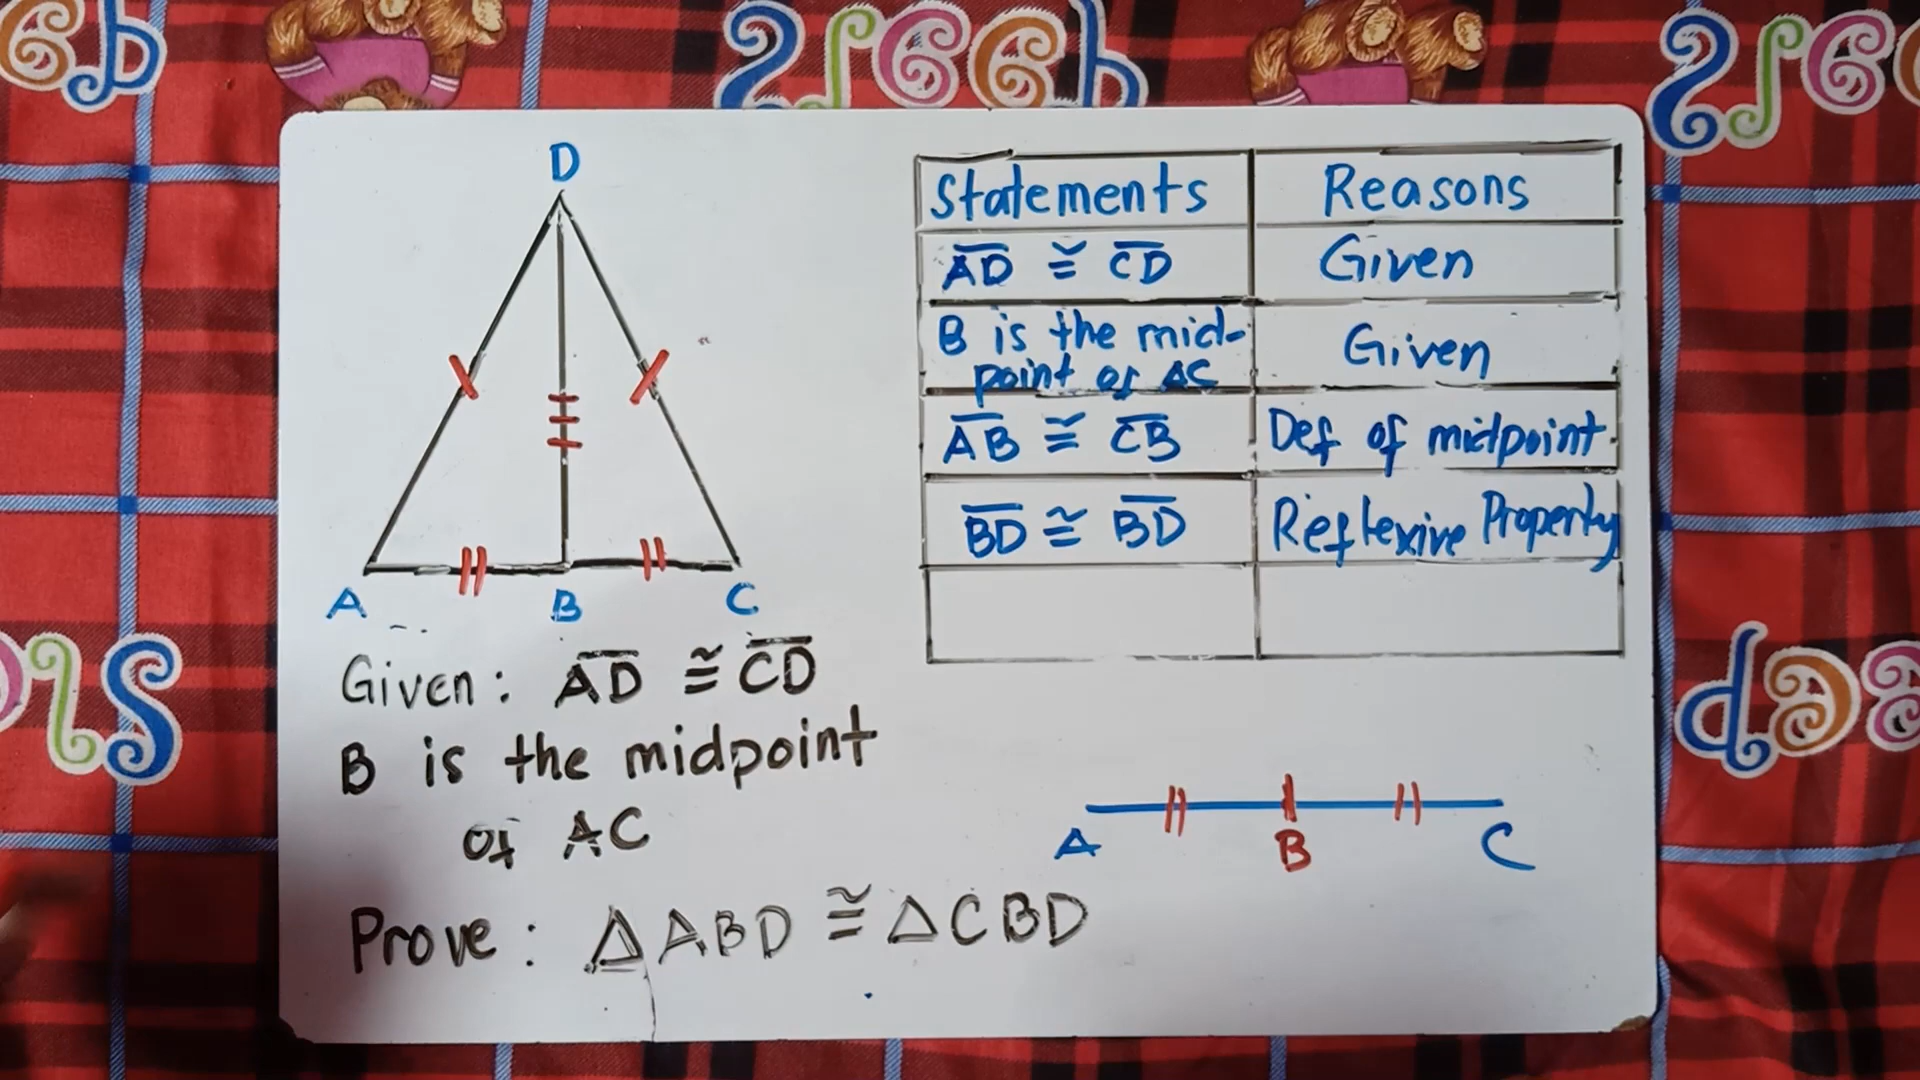 D
A B C
Given: AD ≅ CD
B is the midpoint
of AC
Prove: △ABD ≅ △CBD
Statements Reasons
AD ≅ CD Given
B is the mid- Given
point of AC
AB ≅ CB Def of midpoint
BD ≅ BD Reflexive Property
A B C